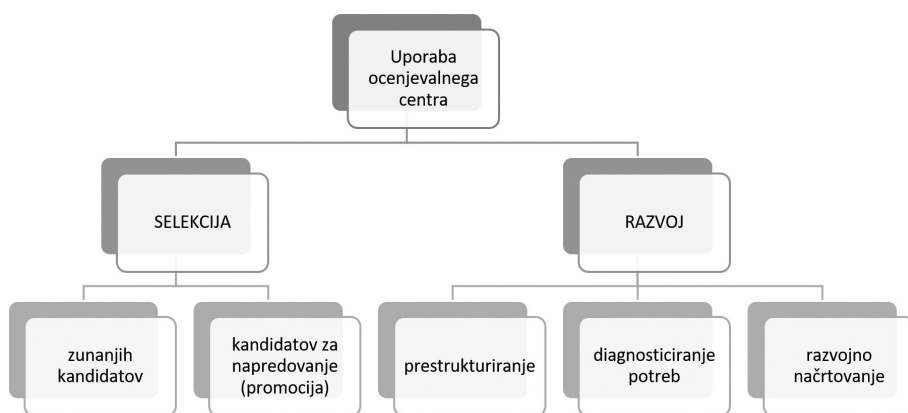 Uporaba
ocenjevalnega
centra
SELEKCIJA
RAZVOJ
zunanjih
kandidatov
kandidatov za
napredovanje
(promocija)
prestrukturiranje
diagnosticiranje
potreb
razvojno
načrtovanje